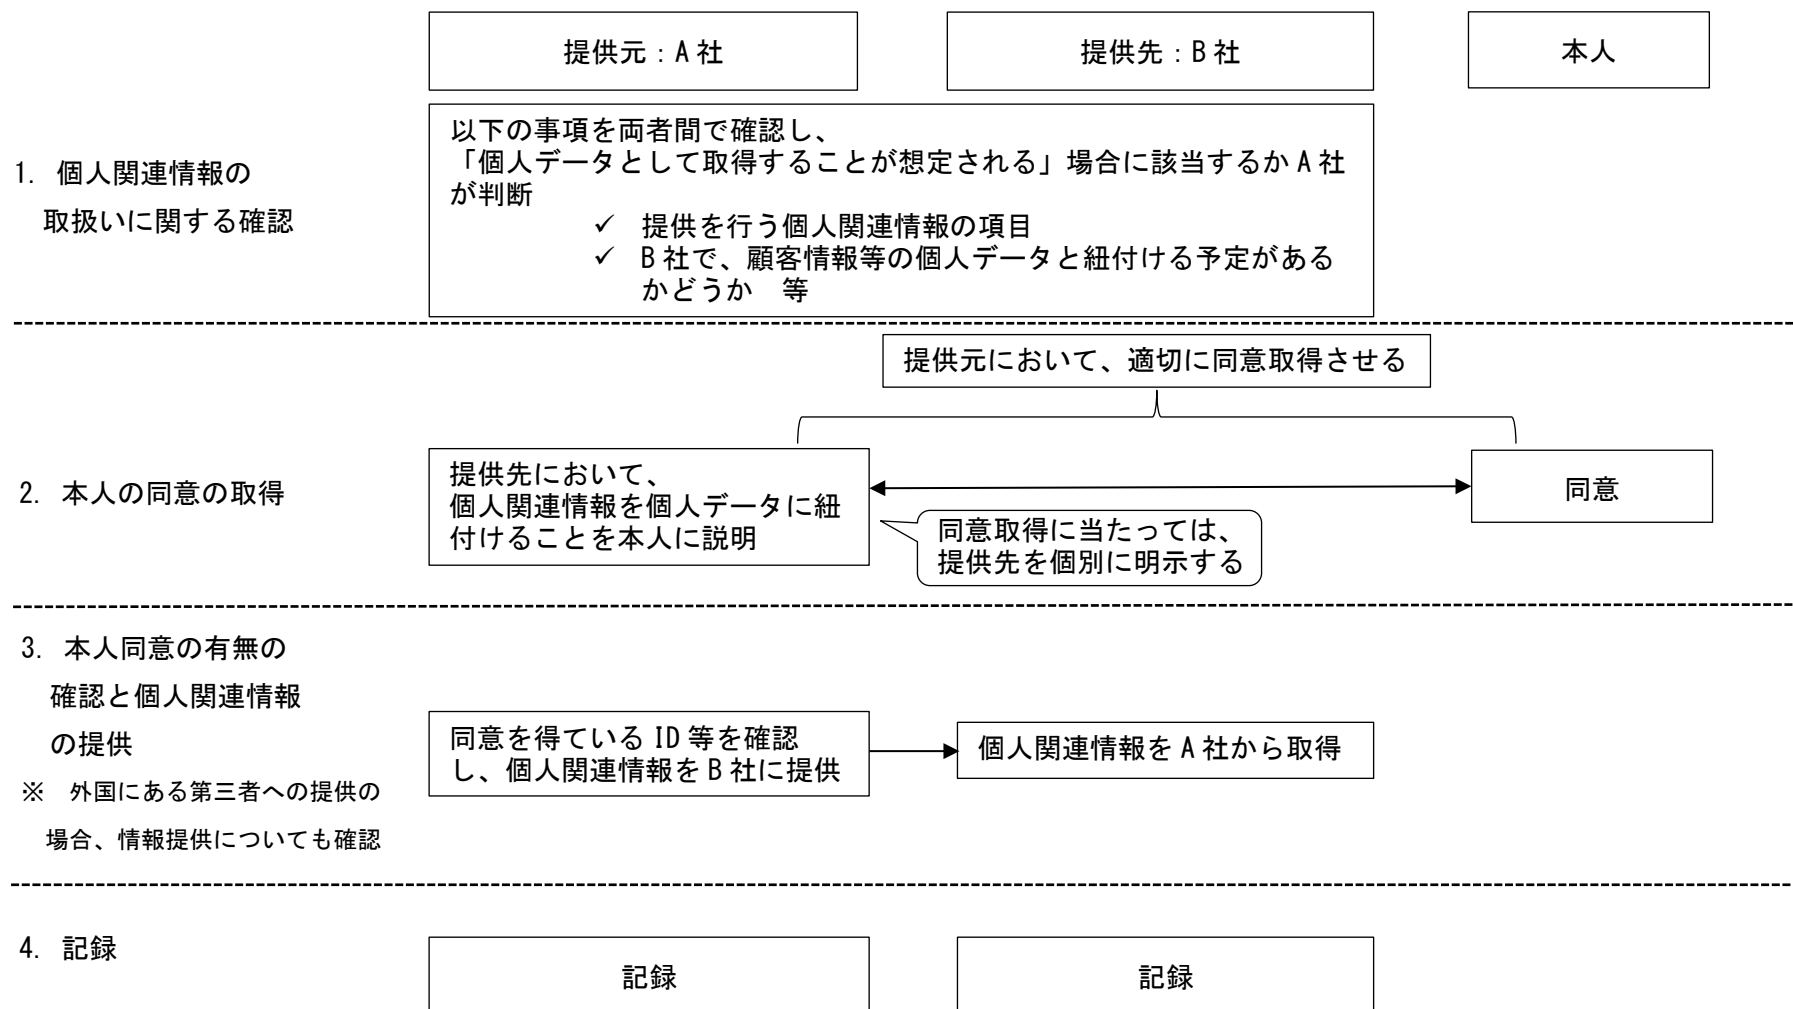 提供元：A社
提供先：B社
本人
1. 個人関連情報の
取扱いに関する確認
以下の事項を両者間で確認し、
「個人データとして取得することが想定される」場合に該当するかA社
が判断
✓ 提供を行う個人関連情報の項目
✓ B社で、顧客情報等の個人データと紐付ける予定がある
かどうか 等
提供元において、適切に同意取得させる
2. 本人の同意の取得
提供先において、
個人関連情報を個人データに紐
付けることを本人に説明
同意
同意取得に当たっては、
提供先を個別に明示する
3. 本人同意の有無の
確認と個人関連情報
の提供
※ 外国にある第三者への提供の
場合、情報提供についても確認
同意を得ているID等を確認
し、個人関連情報をB社に提供
個人関連情報をA社から取得
4. 記録
記録
記録